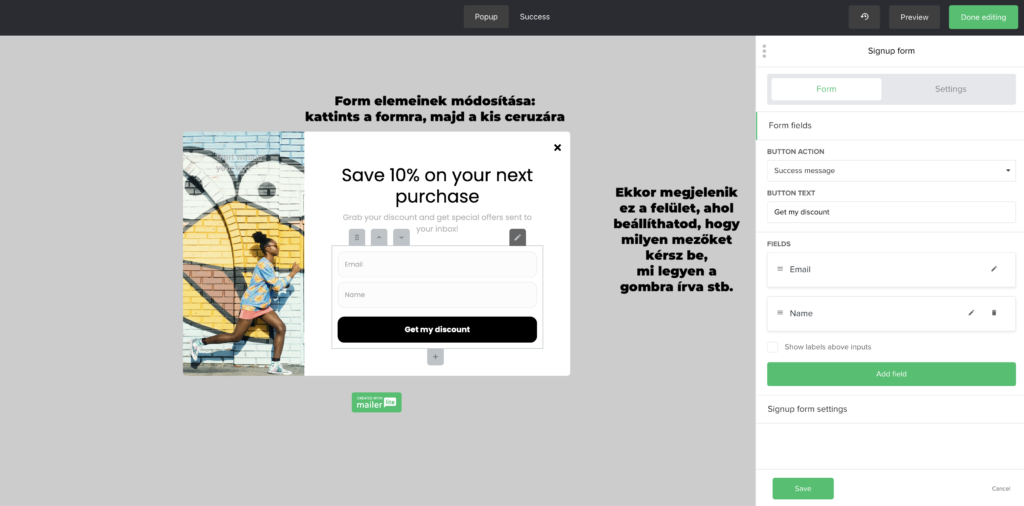 Popup
Success
Preview
Done editing
Form elemeinek módosítása:
kattints a formra, majd a kis ceruzára
Save 10% on your next
purchase
Grab your discount and get special offers sent to
your inbox!
Email
Name
Get my discount
CREATED WITH
mailer lite
Ekkor megjelenik
ez a felület, ahol
beállíthatod, hogy
milyen mezőket
kérsz be,
mi legyen a
gombra írva stb.
Signup form
Form
Settings
Form fields
BUTTON ACTION
Success message
BUTTON TEXT
Get my discount
FIELDS
Email
Name
Show labels above inputs
Add field
Signup form settings
Save
Cancel